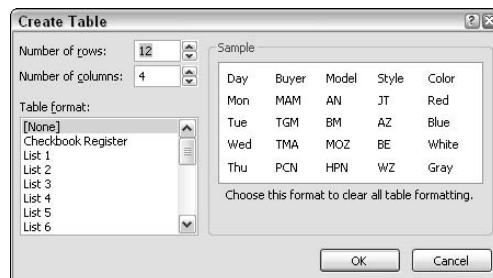 Create Table
Number of rows: 12
Number of columns: 4
Table format:
[None]
Checkbook Register
List 1
List 2
List 3
List 4
List 5
List 6
Sample
Day Buyer Model Style Color
Mon MAM AN JT Red
Tue TGM BM AZ Blue
Wed TMA MOZ BE White
Thu PCN HPN WZ Gray
Choose this format to clear all table formatting.
OK Cancel